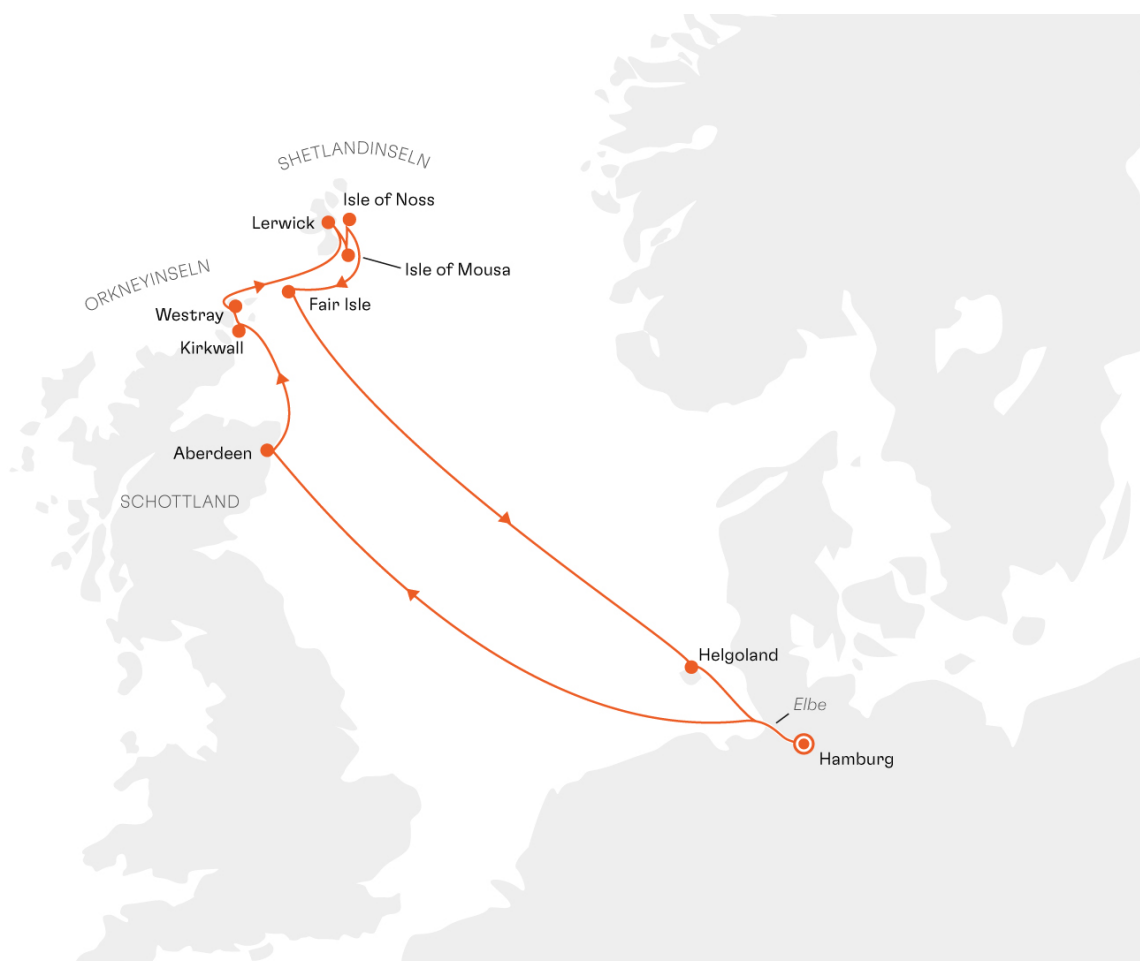 SHETLANDINSELN
Isle of Noss
Lerwick
Isle of Mousa
ORKNEYINSELN
Fair Isle
Westray
Kirkwall
Aberdeen
SCHOTTLAND
Helgoland
Elbe
Hamburg